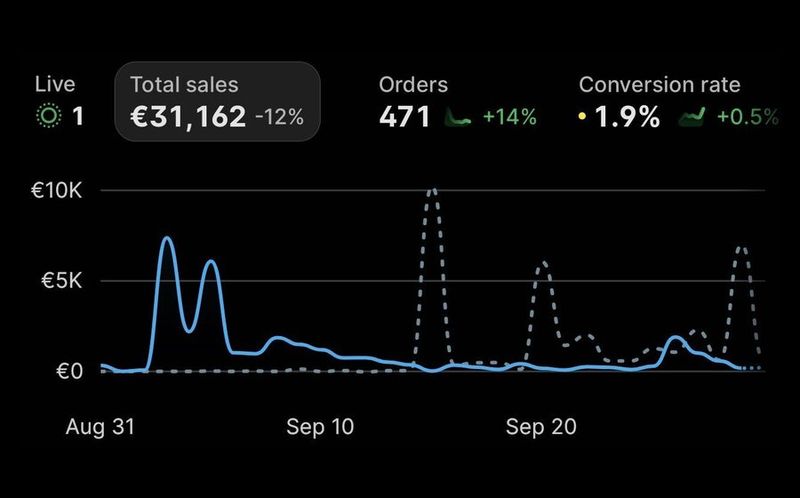 Live
1
Total sales
€31,162 -12%
Orders
471 +14%
Conversion rate
1.9% +0.5%
€10K
€5K
€0
Aug 31
Sep 10
Sep 20